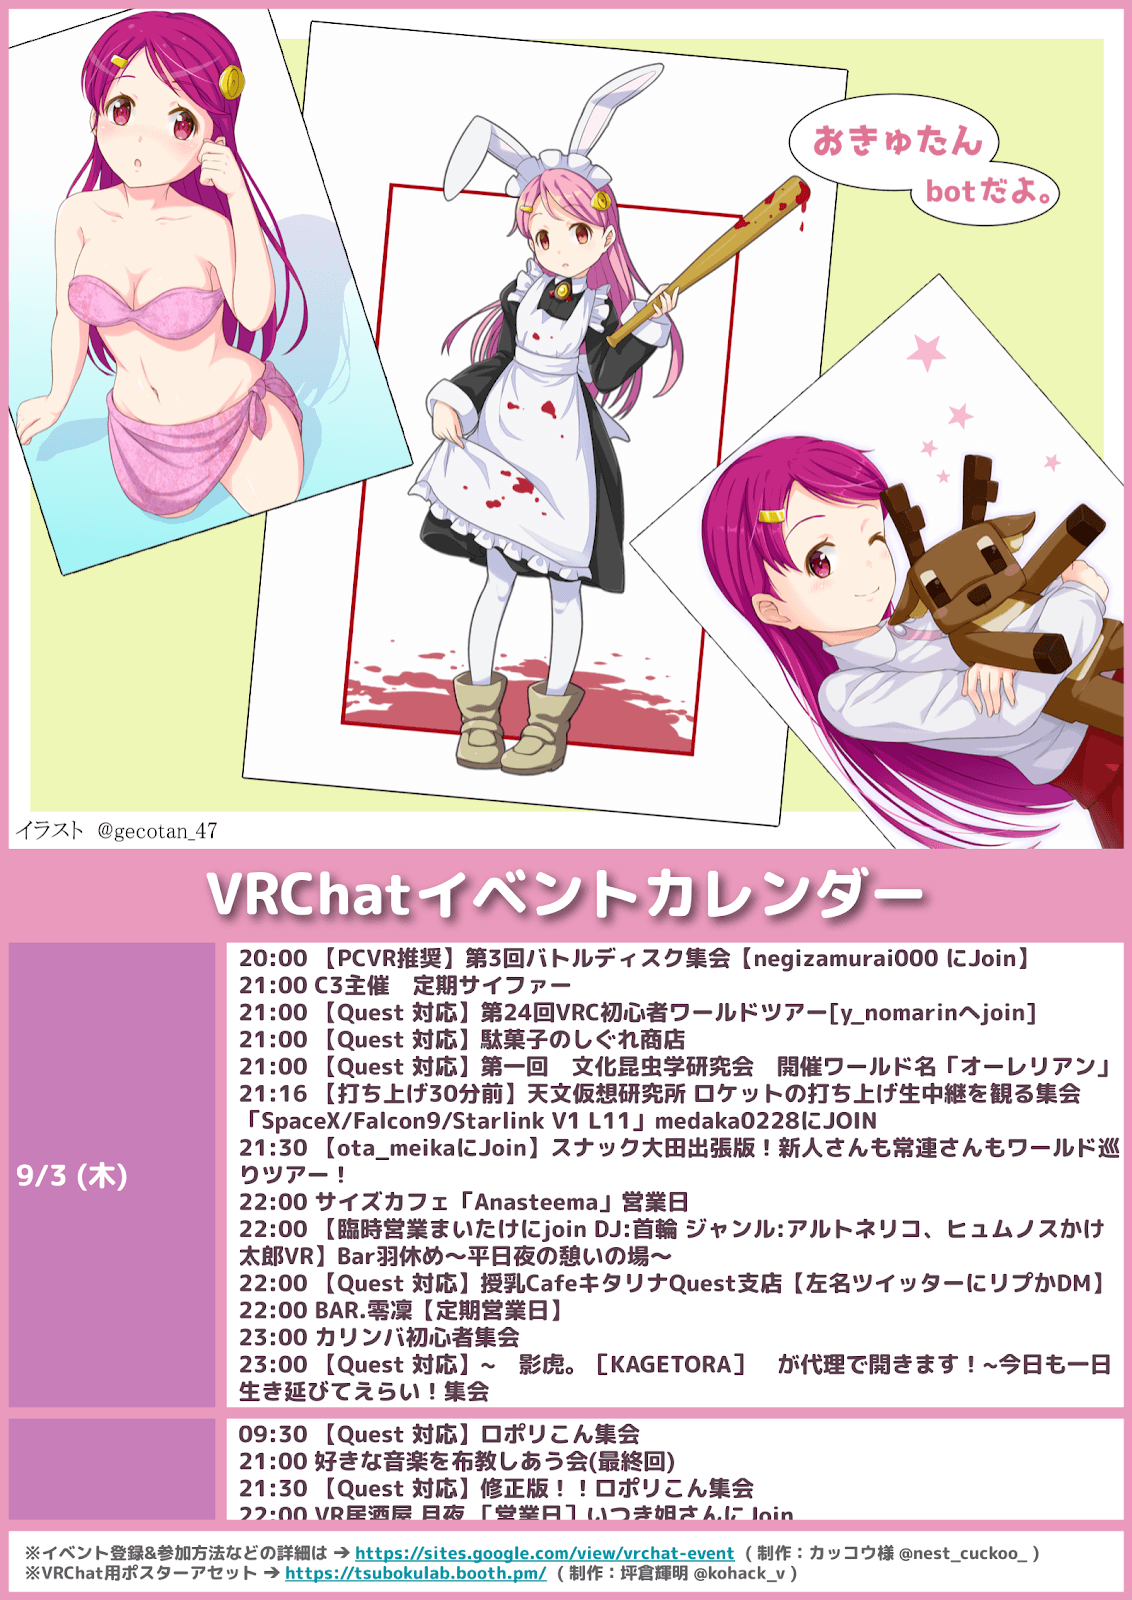 おきゅたん
botだよ。
イラスト @gecotan_47
VRChatイベントカレンダー
9/3 (木)
20:00 【PCVR推奨】第3回バトルディスク集会【negizamurai000 にJoin】
21:00 C3主催　定期サイファー
21:00 【Quest 対応】第24回VRC初心者ワールドツアー[y_nomarinへjoin]
21:00 【Quest 対応】駄菓子のしぐれ商店
21:00 【Quest 対応】第一回　文化昆虫学研究会　開催ワールド名「オーレリアン」
21:16 【打ち上げ30分前】天文仮想研究所 ロケットの打ち上げ生中継を観る集会
「SpaceX/Falcon9/Starlink V1 L11」medaka0228にJOIN
21:30 【ota_meikaにJoin】スナック大田出張版！新人さんも常連さんもワールド巡
りツアー！
22:00 サイズカフェ「Anasteema」営業日
22:00 【臨時営業まいたけにjoin DJ:首輪 ジャンル:アルトネリコ、ヒュムノスかけ
太郎VR】Bar羽休め～平日夜の憩いの場～
22:00 【Quest 対応】授乳CafeキタリナQuest支店【左名ツイッターにリプかDM】
22:00 BAR.零凜【定期営業日】
23:00 カリンバ初心者集会
23:00 【Quest 対応】~　影虎。［KAGETORA］　が代理で開きます！~今日も一日
生き延びてえらい！集会
09:30 【Quest 対応】ロポリこん集会
21:00 好きな音楽を布教しあう会(最終回)
21:30 【Quest 対応】修正版！！ロポリこん集会
22:00 VR居酒屋 月夜 ［営業日］いつき姐さんに Join
※イベント登録&参加方法などの詳細は → https://sites.google.com/view/vrchat-event （制作：カッコウ様 @nest_cuckoo_ ）
※VRChat用ポスターアセット → https://tsubokulab.booth.pm/ （制作：坪倉輝明 @kohack_v ）